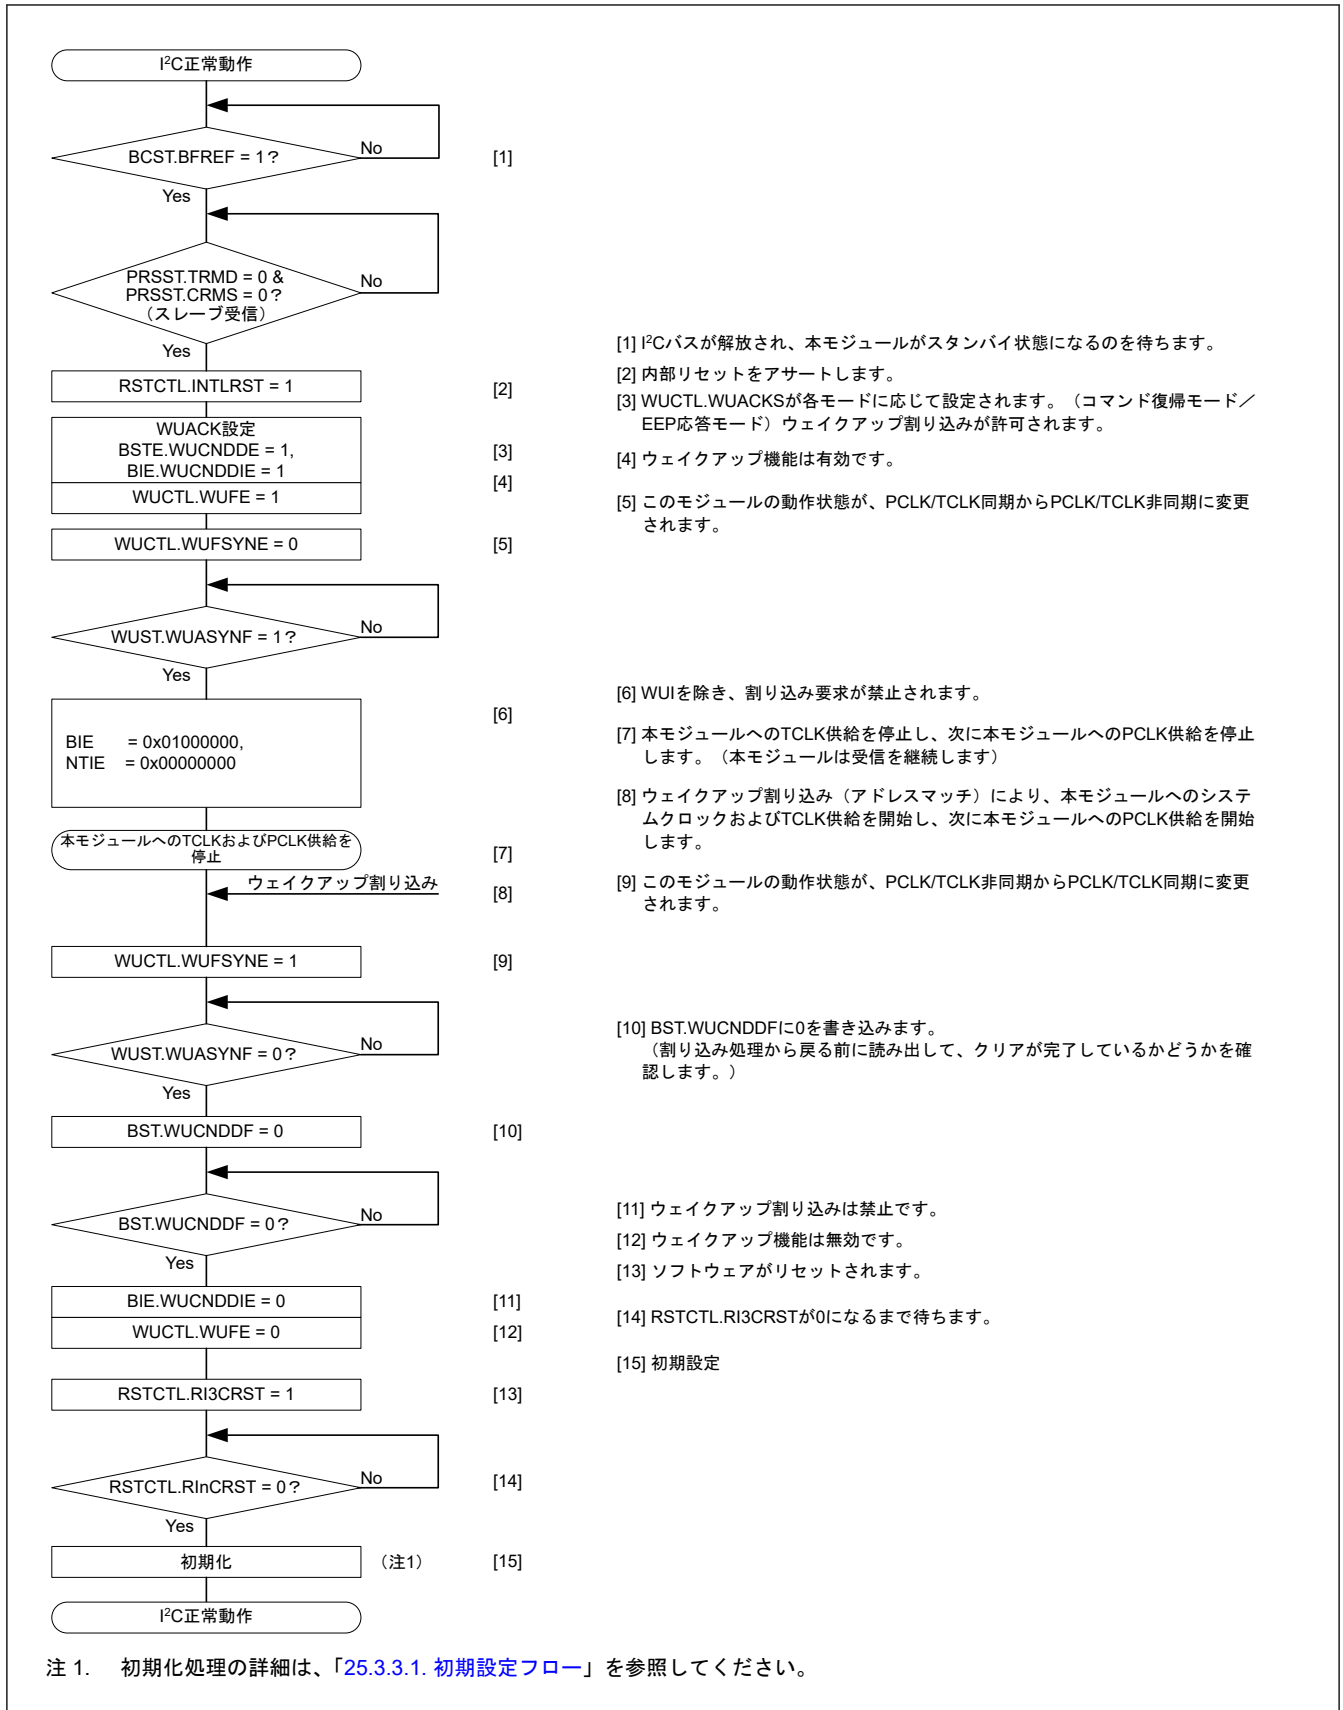 I²C正常動作
BCST.BFREF = 1？
No
[1]
Yes
PRSST.TRMD = 0 &
PRSST.CRMS = 0？
（スレーブ受信）
No
Yes
RSTCTL.INTLRST = 1
[2]
WUACK設定
BSTE.WUCNDDE = 1,
BIE.WUCNDDIE = 1
[3]
WUCTL.WUFE = 1
[4]
WUCTL.WUFSYNE = 0
[5]
WUST.WUASYNF = 1？
No
Yes
BIE = 0x01000000,
NTIE = 0x00000000
[6]
本モジュールへのTCLKおよびPCLK供給を
停止
[7]
ウェイクアップ割り込み
[8]
WUCTL.WUFSYNE = 1
[9]
WUST.WUASYNF = 0？
No
Yes
BST.WUCNDDF = 0
[10]
BST.WUCNDDF = 0？
No
Yes
BIE.WUCNDDIE = 0
[11]
WUCTL.WUFE = 0
[12]
RSTCTL.RI3CRST = 1
[13]
RSTCTL.RInCRST = 0？
No
[14]
Yes
初期化
（注1）
[15]
I²C正常動作
[1] I²Cバスが解放され、本モジュールがスタンバイ状態になるのを待ちます。
[2] 内部リセットをアサートします。
[3] WUCTL.WUACKSが各モードに応じて設定されます。（コマンド復帰モード／
EEP応答モード）ウェイクアップ割り込みが許可されます。
[4] ウェイクアップ機能は有効です。
[5] このモジュールの動作状態が、PCLK/TCLK同期からPCLK/TCLK非同期に変更
されます。
[6] WUIを除き、割り込み要求が禁止されます。
[7] 本モジュールへのTCLK供給を停止し、次に本モジュールへのPCLK供給を停止
します。（本モジュールは受信を継続します）
[8] ウェイクアップ割り込み（アドレスマッチ）により、本モジュールへのシステ
ムクロックおよびTCLK供給を開始し、次に本モジュールへのPCLK供給を開始
します。
[9] このモジュールの動作状態が、PCLK/TCLK非同期からPCLK/TCLK同期に変更
されます。
[10] BST.WUCNDDFに0を書き込みます。
（割り込み処理から戻る前に読み出して、クリアが完了しているかどうかを確
認します。）
[11] ウェイクアップ割り込みは禁止です。
[12] ウェイクアップ機能は無効です。
[13] ソフトウェアがリセットされます。
[14] RSTCTL.RI3CRSTが0になるまで待ちます。
[15] 初期設定
注 1. 初期化処理の詳細は、「25.3.3.1. 初期設定フロー」を参照してください。